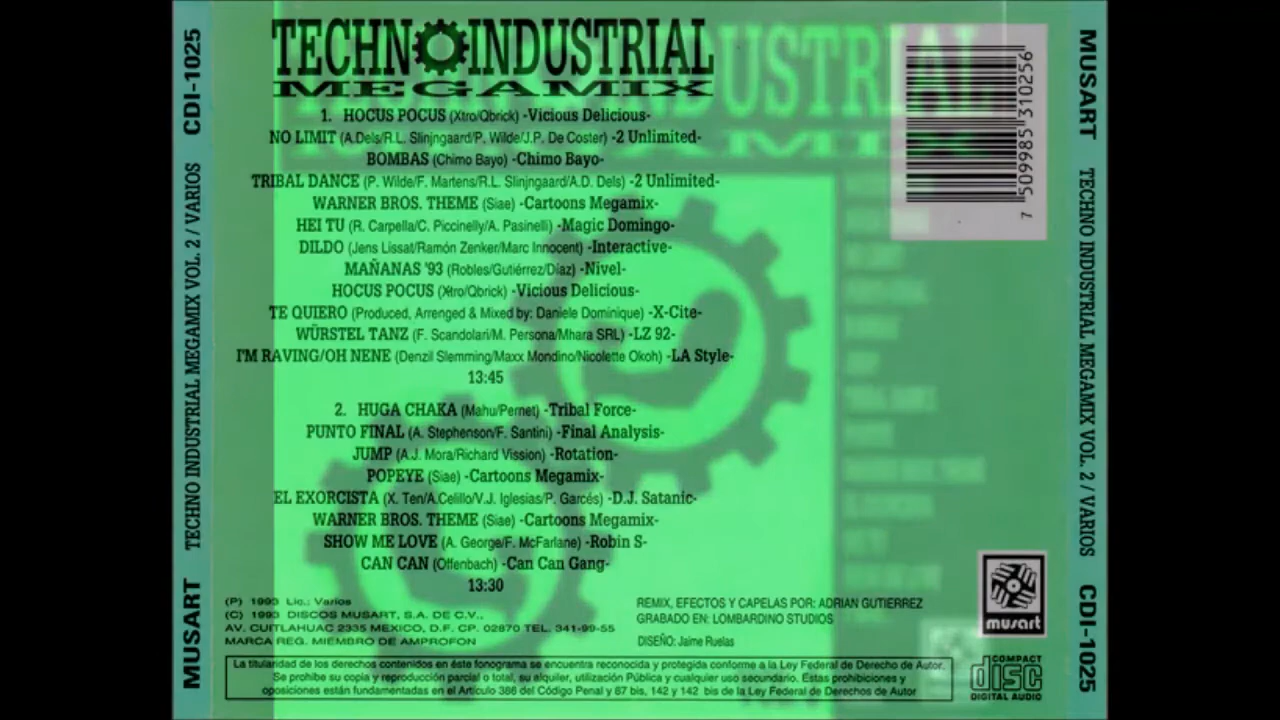 TECHNO INDUSTRIAL
MEGAMIX
1. HOCUS POCUS (Xtro/Qbrick) -Vicious Delicious-
NO LIMIT (A.Dels/R.L. Slinjngaard/P. Wilde/J.P. De Coster) -2 Unlimited-
BOMBAS (Chimo Bayo) -Chimo Bayo-
TRIBAL DANCE (P. Wilde/F. Martens/R.L. Slinjngaard/A.D. Dels) -2 Unlimited-
WARNER BROS. THEME (Siae) -Cartoons Megamix-
HEI TU (R. Carpella/C. Piccinelly/A. Pasinelli) -Magic Domingo-
DILDO (Jens Lissat/Ramón Zenker/Marc Innocent) -Interactive-
MAÑANAS '93 (Robles/Gutiérrez/Díaz) -Nivel-
HOCUS POCUS (Xtro/Qbrick) -Vicious Delicious-
TE QUIERO (Produced, Arranged & Mixed by: Daniele Dominique) -X-Cite-
WÜRSTEL TANZ (F. Scandolari/M. Persona/Mhara SRL) -LZ 92-
I'M RAVING/OH NENE (Denzil Slemming/Maxx Mondino/Nicolette Okoh) -LA Style-
13:45
2. HUGA CHAKA (Mahu/Pernet) -Tribal Force-
PUNTO FINAL (A. Stephenson/F. Santini) -Final Analysis-
JUMP (A.J. Mora/Richard Vission) -Rotation-
POPEYE (Siae) -Cartoons Megamix-
EL EXORCISTA (X. Ten/A.Celillo/V.J. Iglesias/P. Garcés) -D.J. Satanic-
WARNER BROS. THEME (Siae) -Cartoons Megamix-
SHOW ME LOVE (A. George/F. McFarlane) -Robin S-
CAN CAN (Offenbach) -Can Can Gang-
13:30
(P) 1993 Lic.: Varios
(C) 1993 DISCOS MUSART, S.A. DE C.V.,
AV. CUITLAHUAC 2335 MEXICO, D.F. CP. 02870 TEL. 341-99-55
MARCA REG. MIEMBRO DE AMPROFON
REMIX, EFECTOS Y CAPELAS POR: ADRIAN GUTIERREZ
GRABADO EN: LOMBARDINO STUDIOS
DISEÑO: Jaime Ruelas
La titularidad de los derechos contenidos en éste fonograma se encuentra reconocida y protegida conforme a la Ley Federal de Derecho de Autor.
Se prohibe su copia y reproducción parcial o total, su alquiler, utilización Pública y cualquier uso secundario. Estas prohibiciones y
oposiciones están fundamentadas en el Artículo 386 del Código Penal y 87 bis, 142 y 142 bis de la Ley Federal de Derechos de Autor
musart
COMPACT
disc
DIGITAL AUDIO
7 509985 310256
MUSART TECHNO INDUSTRIAL MEGAMIX VOL. 2 / VARIOS CDI-1025
MUSART TECHNO INDUSTRIAL MEGAMIX VOL. 2 / VARIOS CDI-1025